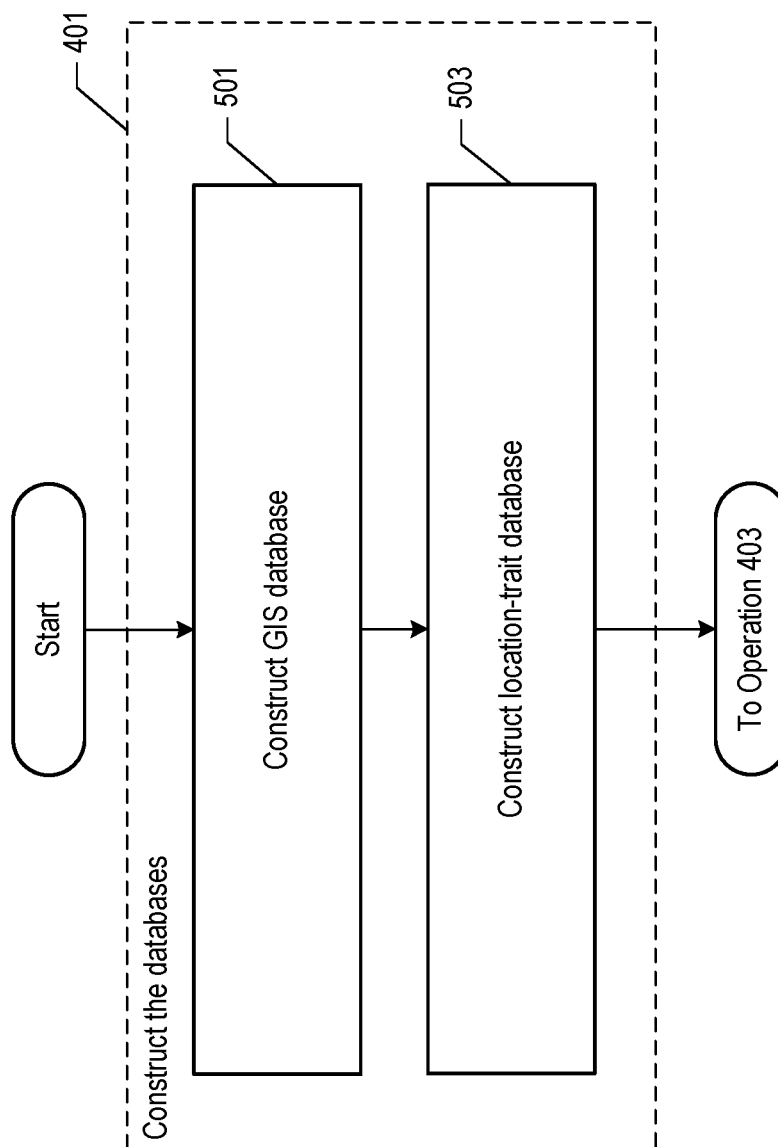 Start
401
Construct the databases
501
Construct GIS database
503
Construct location-trait database
To Operation 403